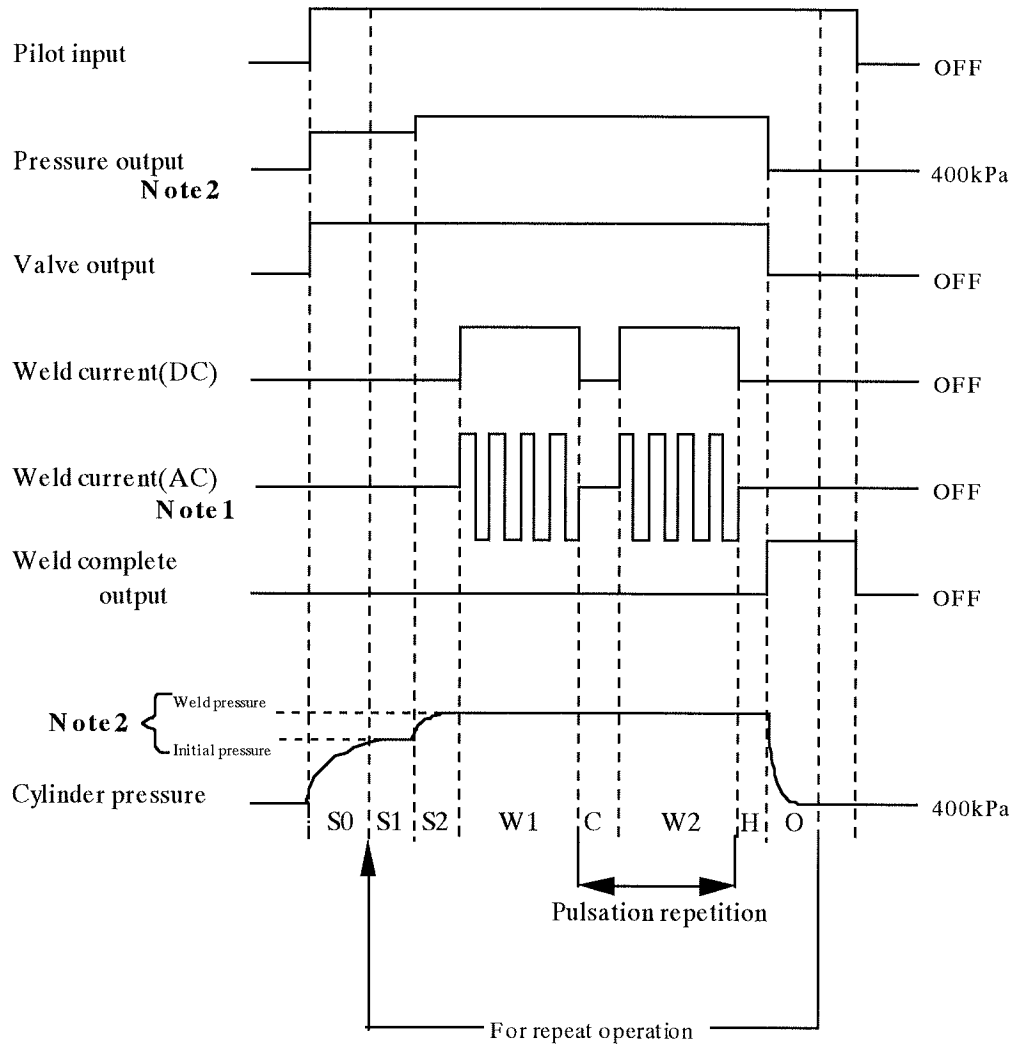 Pilot input
OFF
Pressure output
Note2
400kPa
Valve output
OFF
Weld current(DC)
OFF
Weld current(AC)
Note1
OFF
Weld complete
output
OFF
Note2
Weld pressure
Initial pressure
Cylinder pressure
400kPa
S0 S1 S2 W1 C W2 H O
Pulsation repetition
For repeat operation